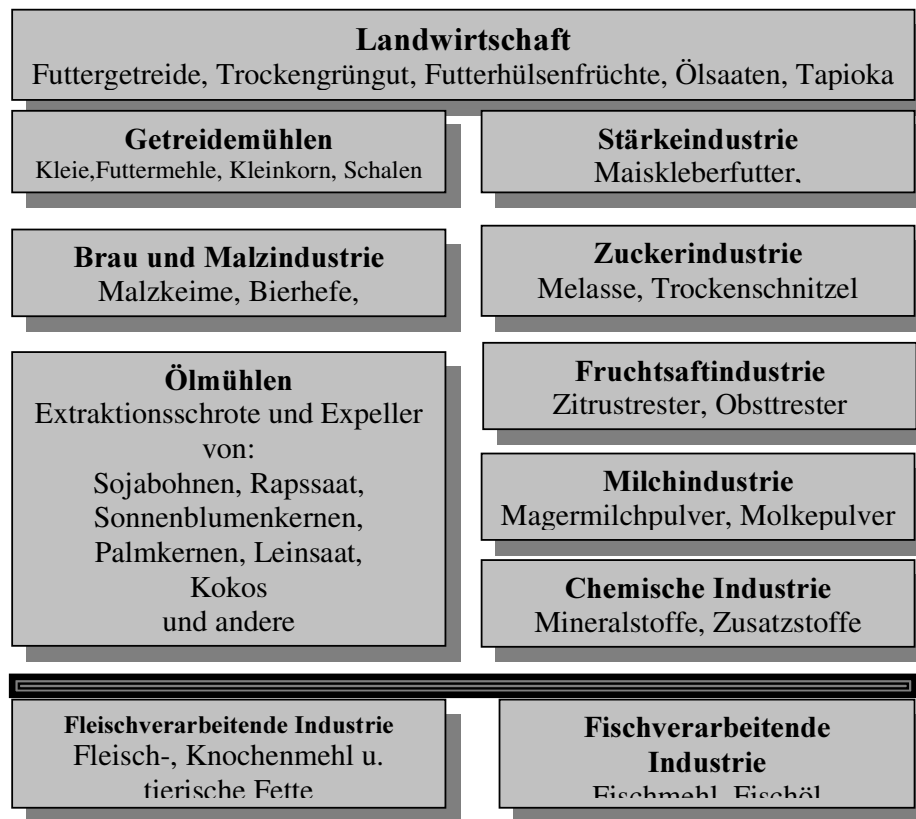 Landwirtschaft
Futtergetreide, Trockengrüngut, Futterhülsenfrüchte, Ölsaaten, Tapioka
Getreidemühlen
Kleie,Futtermehle, Kleinkorn, Schalen
Stärkeindustrie
Maiskleberfutter,
Brau und Malzindustrie
Malzkeime, Bierhefe,
Zuckerindustrie
Melasse, Trockenschnitzel
Ölmühlen
Extraktionsschrote und Expeller
von:
Sojabohnen, Rapssaat,
Sonnenblumenkernen,
Palmkernen, Leinsaat,
Kokos
und andere
Fruchtsaftindustrie
Zitrustrester, Obsttrester
Milchindustrie
Magermilchpulver, Molkepulver
Chemische Industrie
Mineralstoffe, Zusatzstoffe
Fleischverarbeitende Industrie
Fleisch-, Knochenmehl u.
tierische Fette
Fischverarbeitende
Industrie
Fischmehl, Fischöl